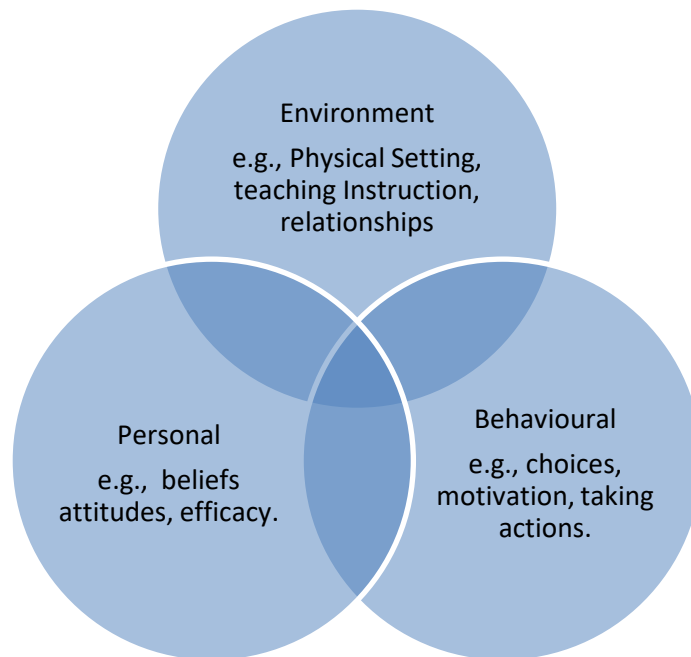 Environment
e.g., Physical Setting,
teaching Instruction,
relationships
Personal
e.g.,  beliefs
attitudes, efficacy.
Behavioural
e.g., choices,
motivation, taking
actions.